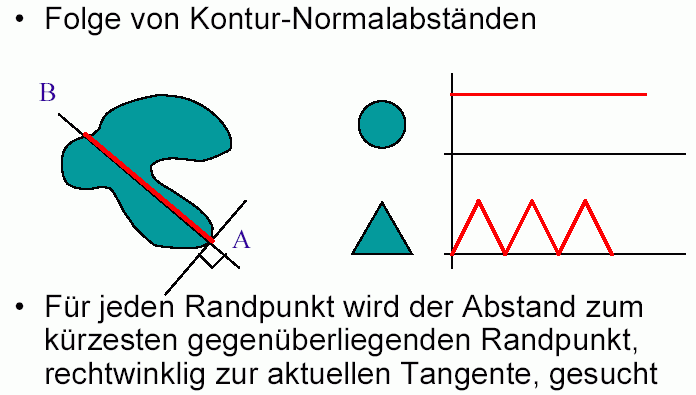 • Folge von Kontur-Normalabständen
B
A
• Für jeden Randpunkt wird der Abstand zum
kürzesten gegenüberliegenden Randpunkt,
rechtwinklig zur aktuellen Tangente, gesucht